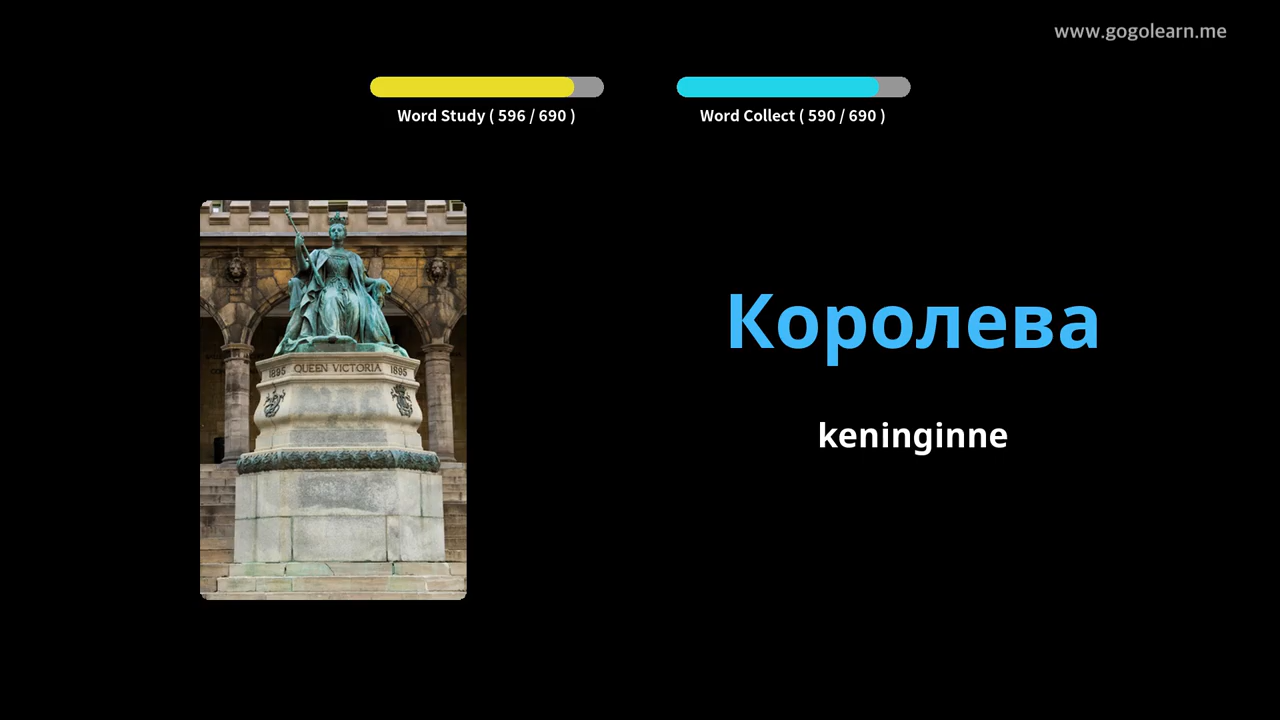 www.gogolearn.me
Word Study ( 596 / 690 )
Word Collect ( 590 / 690 )
1895 QUEEN VICTORIA 1895
Королева
keninginne